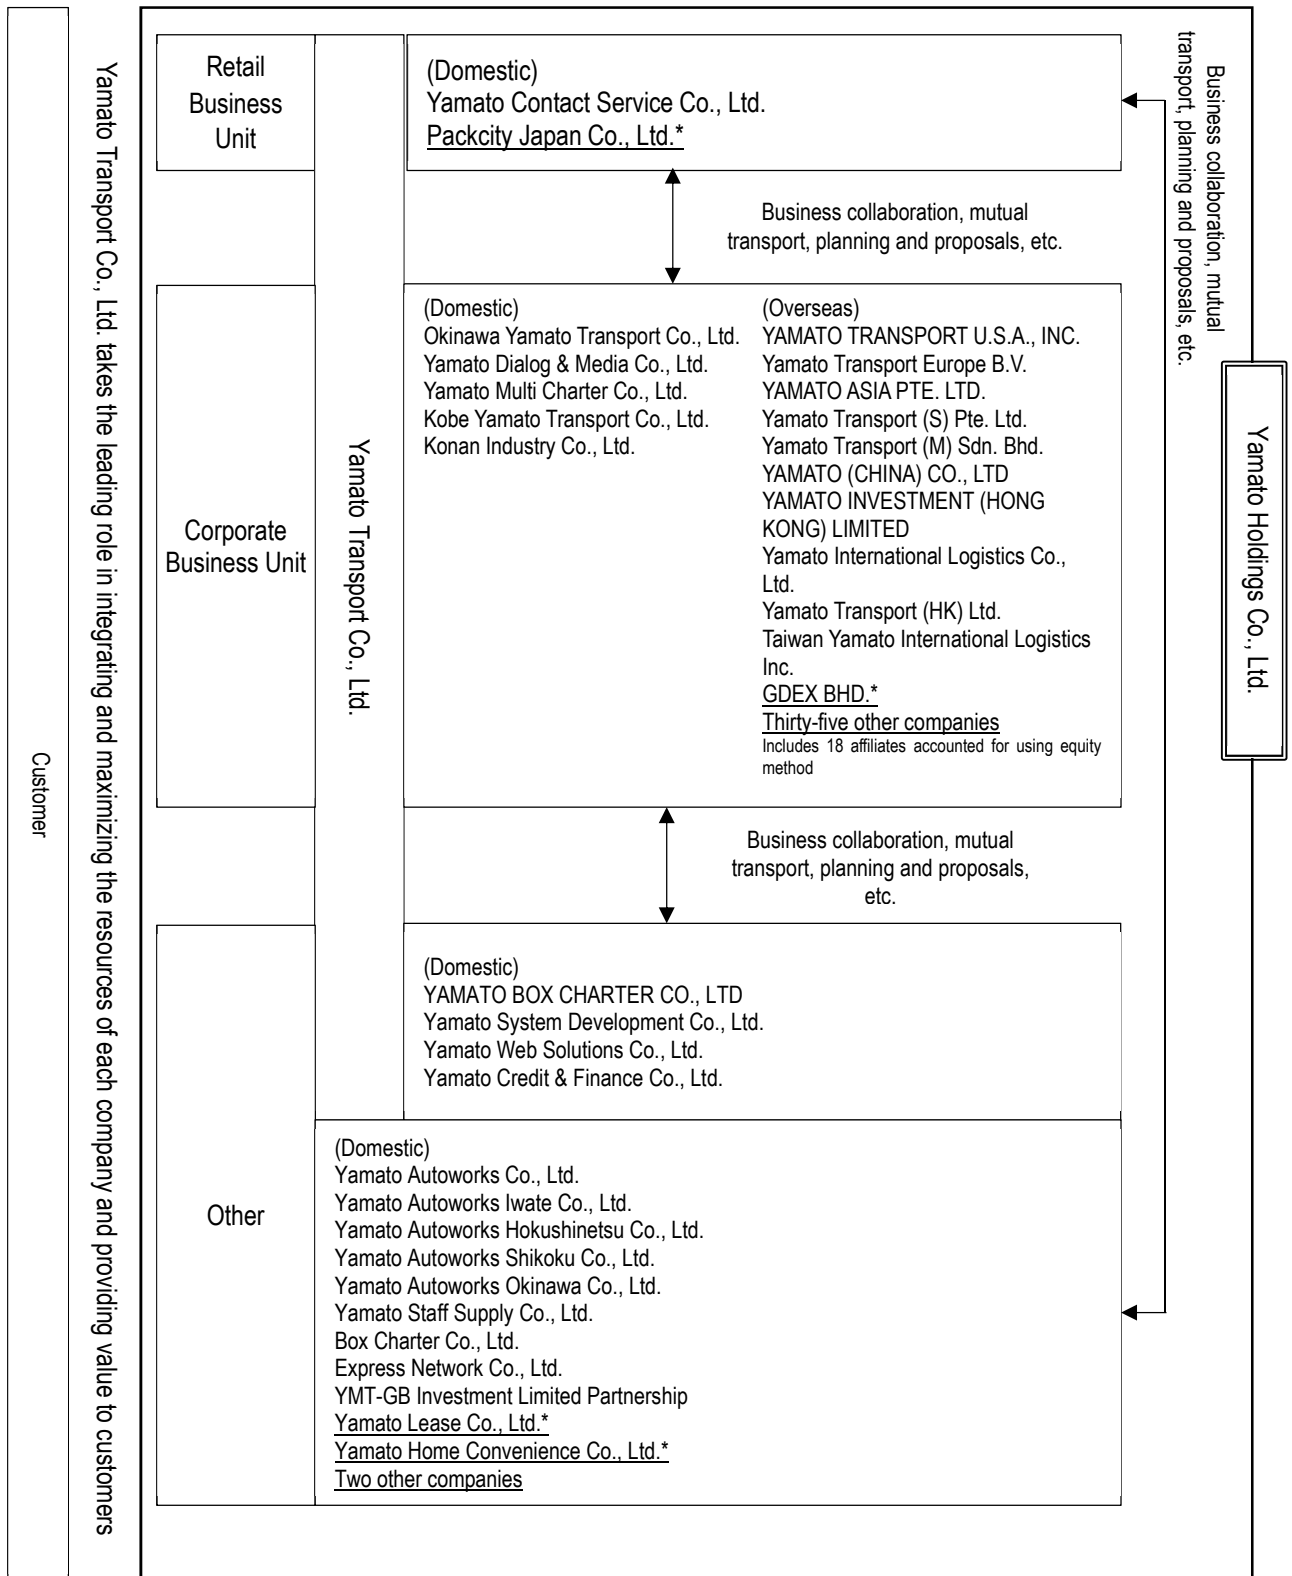 Customer
Yamato Transport Co., Ltd. takes the leading role in integrating and maximizing the resources of each company and providing value to customers
Retail
Business
Unit
Yamato Transport Co., Ltd.
(Domestic)
Yamato Contact Service Co., Ltd.
Packcity Japan Co., Ltd.*
Business collaboration, mutual
transport, planning and proposals, etc.
Corporate
Business Unit
(Domestic)
Okinawa Yamato Transport Co., Ltd.
Yamato Dialog & Media Co., Ltd.
Yamato Multi Charter Co., Ltd.
Kobe Yamato Transport Co., Ltd.
Konan Industry Co., Ltd.
(Overseas)
YAMATO TRANSPORT U.S.A., INC.
Yamato Transport Europe B.V.
YAMATO ASIA PTE. LTD.
Yamato Transport (S) Pte. Ltd.
Yamato Transport (M) Sdn. Bhd.
YAMATO (CHINA) CO., LTD
YAMATO INVESTMENT (HONG
KONG) LIMITED
Yamato International Logistics Co.,
Ltd.
Yamato Transport (HK) Ltd.
Taiwan Yamato International Logistics
Inc.
GDEX BHD.*
Thirty-five other companies
Includes 18 affiliates accounted for using equity
method
Business collaboration, mutual
transport, planning and proposals,
etc.
Other
(Domestic)
YAMATO BOX CHARTER CO., LTD
Yamato System Development Co., Ltd.
Yamato Web Solutions Co., Ltd.
Yamato Credit & Finance Co., Ltd.
(Domestic)
Yamato Autoworks Co., Ltd.
Yamato Autoworks Iwate Co., Ltd.
Yamato Autoworks Hokushinetsu Co., Ltd.
Yamato Autoworks Shikoku Co., Ltd.
Yamato Autoworks Okinawa Co., Ltd.
Yamato Staff Supply Co., Ltd.
Box Charter Co., Ltd.
Express Network Co., Ltd.
YMT-GB Investment Limited Partnership
Yamato Lease Co., Ltd.*
Yamato Home Convenience Co., Ltd.*
Two other companies
Business collaboration, mutual
transport, planning and proposals, etc.
Yamato Holdings Co., Ltd.